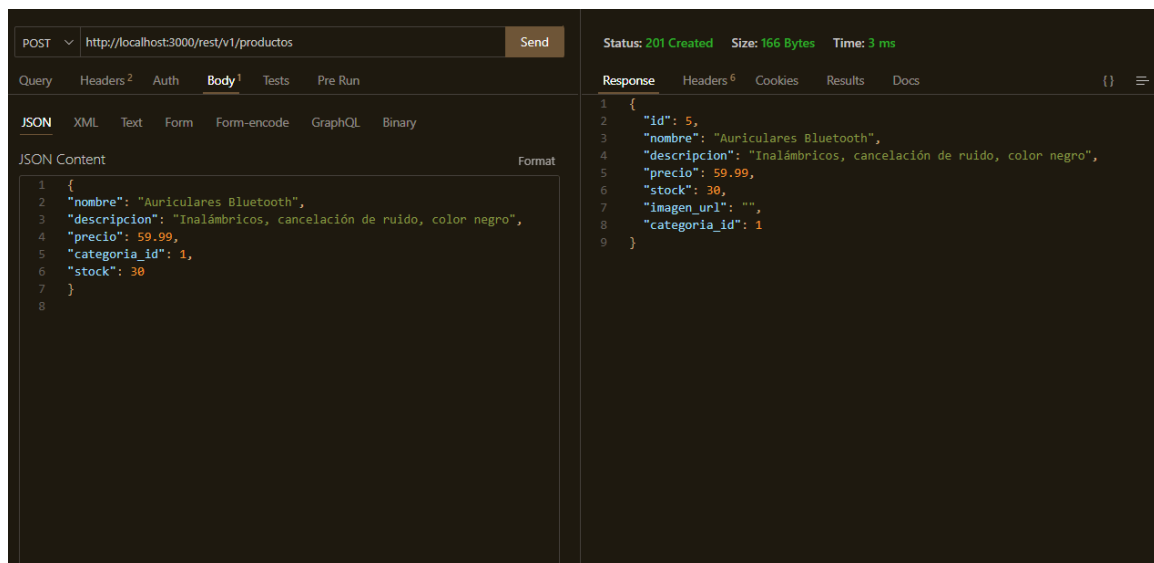 POST http://localhost:3000/rest/v1/productos Send
Query Headers 2 Auth Body 1 Tests Pre Run
JSON XML Text Form Form-encode GraphQL Binary
JSON Content Format
1 {
2 "nombre": "Auriculares Bluetooth",
3 "descripcion": "Inalámbricos, cancelación de ruido, color negro",
4 "precio": 59.99,
5 "categoria_id": 1,
6 "stock": 30
7 }
8
Status: 201 Created Size: 166 Bytes Time: 3 ms
Response Headers 6 Cookies Results Docs {}
1 {
2 "id": 5,
3 "nombre": "Auriculares Bluetooth",
4 "descripcion": "Inalámbricos, cancelación de ruido, color negro",
5 "precio": 59.99,
6 "stock": 30,
7 "imagen_url": "",
8 "categoria_id": 1
9 }